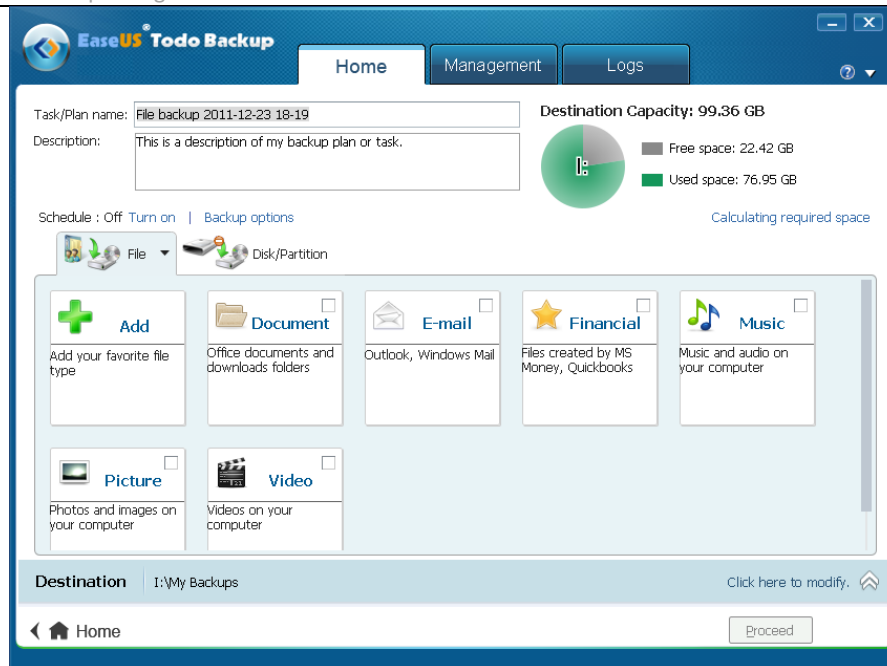 EaseUS® Todo Backup
Home
Management
Logs
Task/Plan name:
File backup 2011-12-23 18-19
Description:
This is a description of my backup plan or task.
Destination Capacity: 99.36 GB
I:
Free space: 22.42 GB
Used space: 76.95 GB
Schedule : Off Turn on | Backup options
Calculating required space
File
Disk/Partition
Add
Add your favorite file
type
Document
Office documents and
downloads folders
E-mail
Outlook, Windows Mail
Financial
Files created by MS
Money, Quickbooks
Music
Music and audio on
your computer
Picture
Photos and images on
your computer
Video
Videos on your
computer
Destination
I:\My Backups
Click here to modify.
Home
Proceed